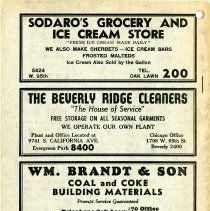 SODARO'S GROCERY AND
ICE CREAM STORE
"FRESH ICE CREAM MADE DAILY"
WE ALSO MAKE SHERBETS—ICE CREAM BARS
FROSTED MALTEDS
Ice Cream Also Sold by the Gallon
5424
W. 95th
TEL.
OAK LAWN 200
THE BEVERLY RIDGE CLEANERS
"The House of Service"
FREE STORAGE ON ALL SEASONAL GARMENTS
WE OPERATE OUR OWN PLANT
Plant and Office Located at
9741 S. CALIFORNIA AVE.
Evergreen Park 8400
Chicago Office
1708 W. 99th St.
Beverly 2400
WM. BRANDT & SON
COAL and COKE
BUILDING MATERIALS
Prompt Service Guaranteed
70 Office